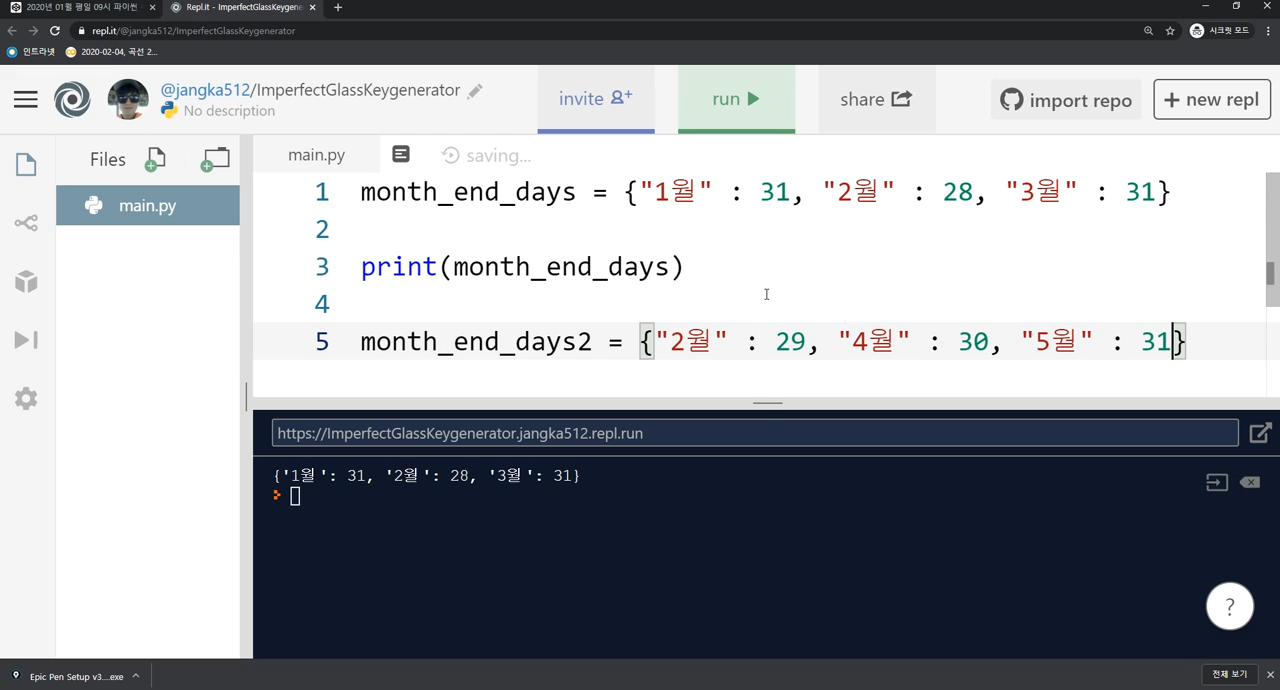 2020년 01월 평일 09시 파이썬
Repl.it - ImperfectGlassKeygene
repl.it/@jangka512/ImperfectGlassKeygenerator
시크릿 모드
인트라넷
2020-02-04, 곡선 2...
@jangka512/ImperfectGlassKeygenerator
No description
invite
run
share
import repo
+ new repl
Files
main.py
main.py
saving...
1 month_end_days = {"1월" : 31, "2월" : 28, "3월" : 31}
2
3 print(month_end_days)
4
5 month_end_days2 = {"2월" : 29, "4월" : 30, "5월" : 31}
https://ImperfectGlassKeygenerator.jangka512.repl.run
{'1월': 31, '2월': 28, '3월': 31}
?
Epic Pen Setup v3....exe
전체 보기